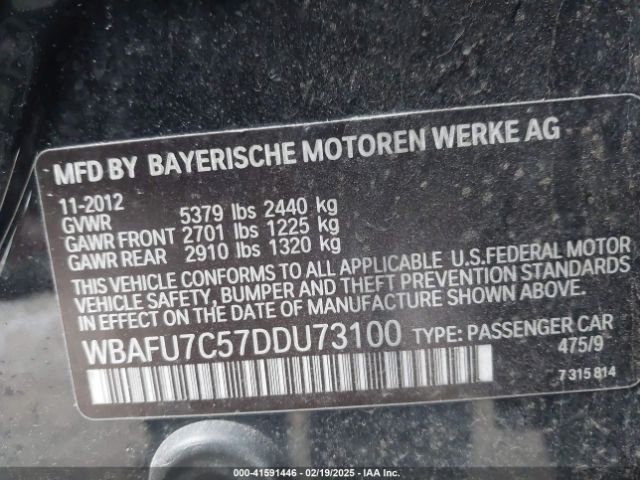 MFD BY BAYERISCHE MOTOREN WERKE AG
11-2012
GVWR 5379 lbs 2440 kg
GAWR FRONT 2701 lbs 1225 kg
GAWR REAR 2910 lbs 1320 kg
THIS VEHICLE CONFORMS TO ALL APPLICABLE U.S.FEDERAL MOTOR
VEHICLE SAFETY, BUMPER AND THEFT PREVENTION STANDARDS
IN EFFECT ON THE DATE OF MANUFACTURE SHOWN ABOVE.
WBAFU7C57DDU73100 TYPE: PASSENGER CAR
475/9
7 315 814
000-41591446 - 02/19/2025 - IAA Inc.